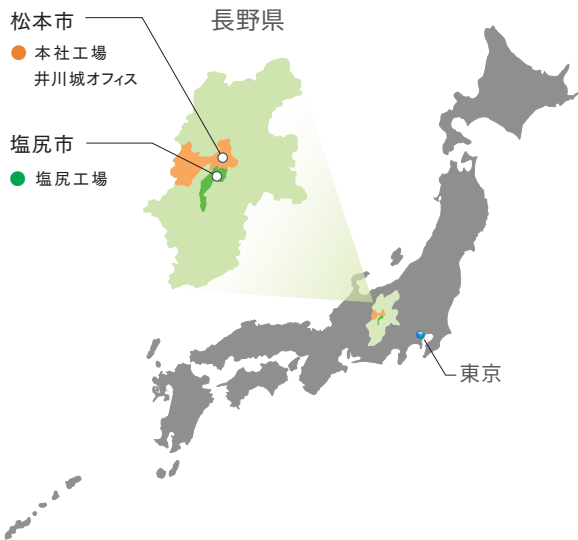 長野県
松本市
本社工場
井川城オフィス
塩尻市
塩尻工場
東京